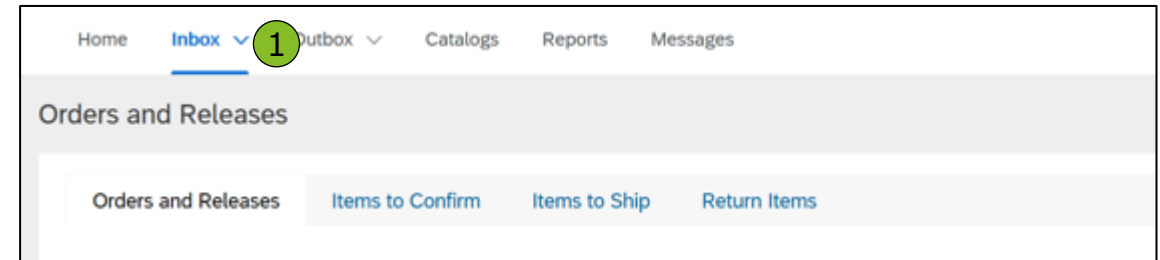 Home Inbox 1 Outbox Catalogs Reports Messages
Orders and Releases
Orders and Releases Items to Confirm Items to Ship Return Items